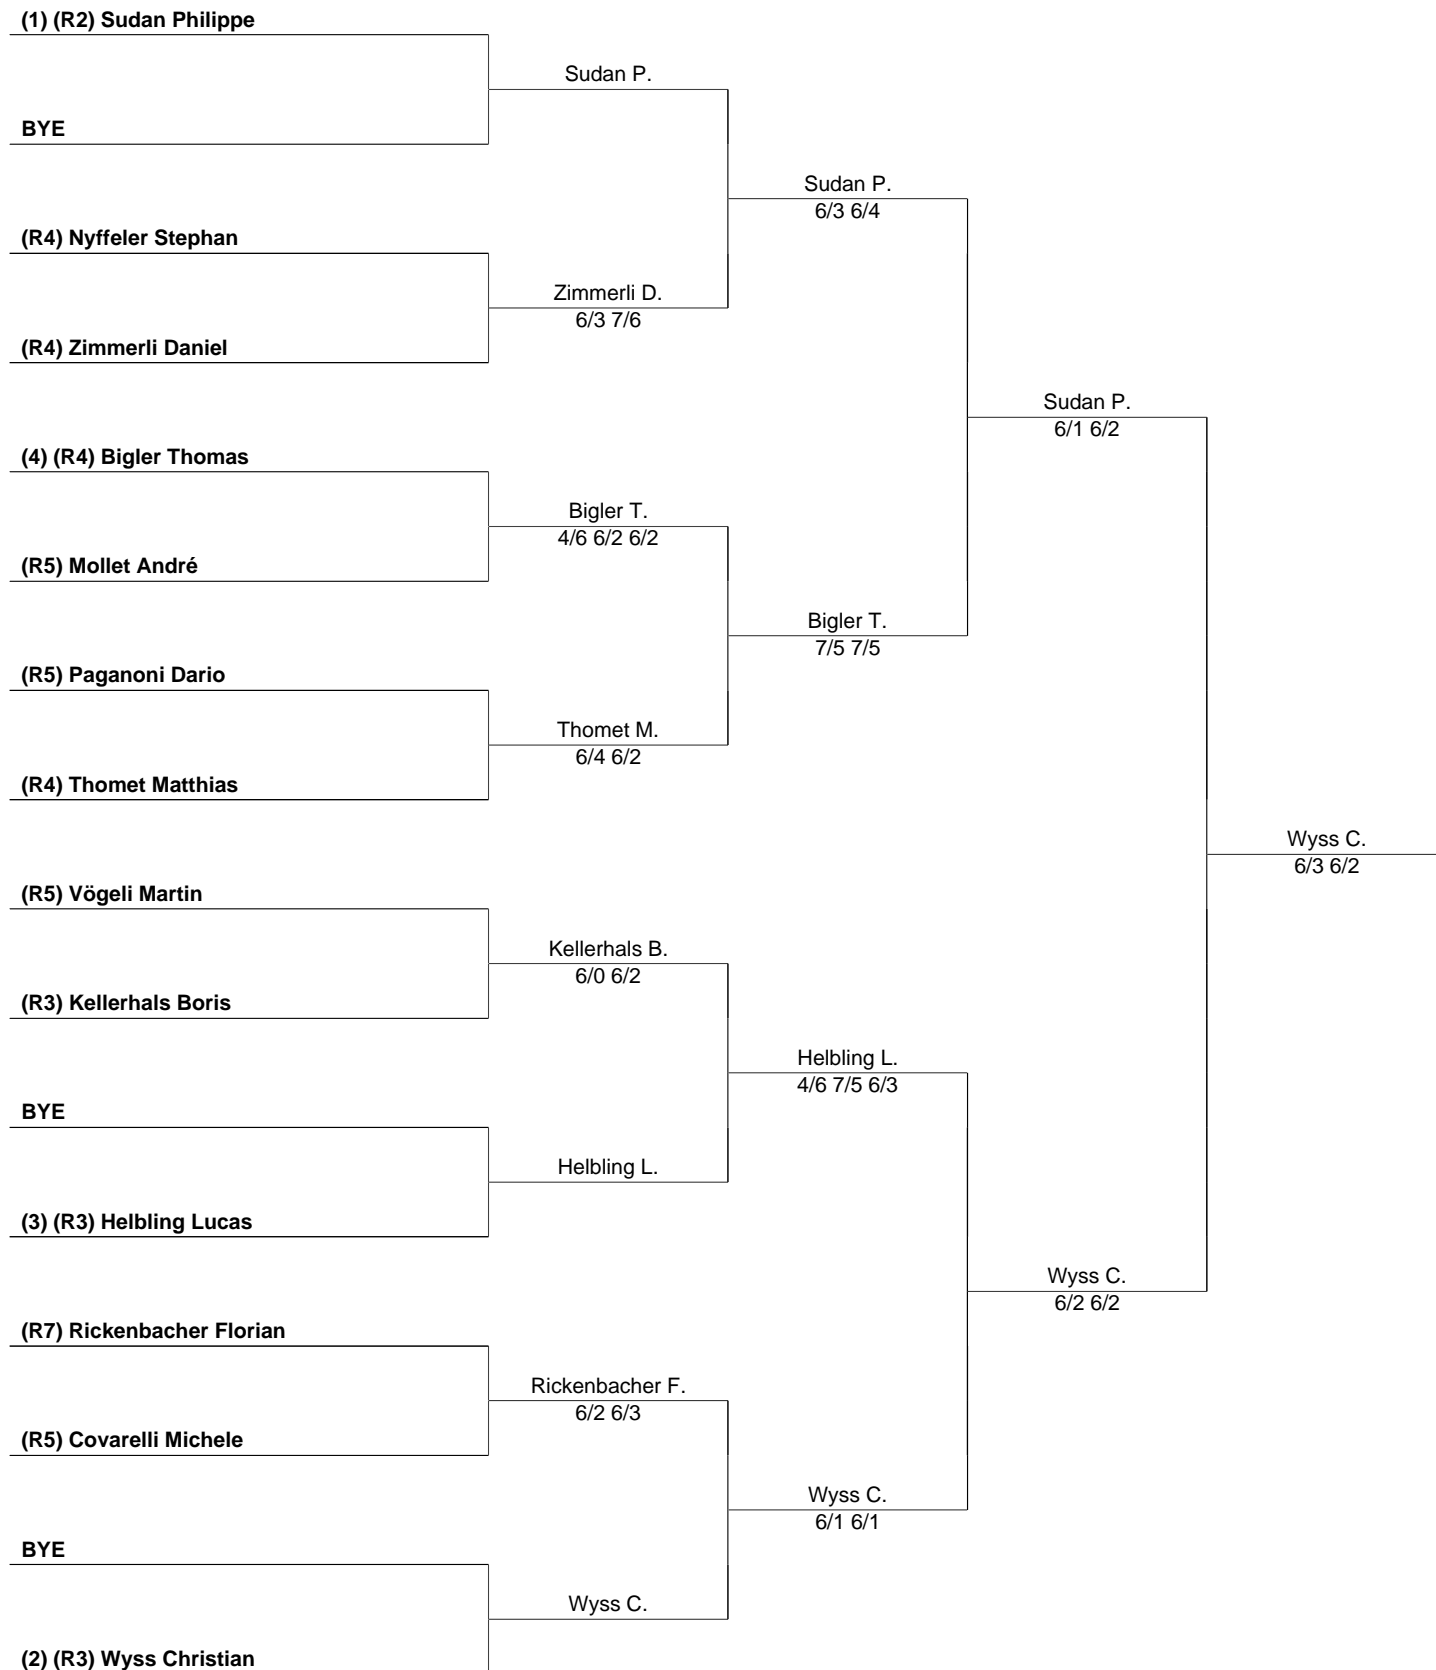 (1) (R2) Sudan Philippe
Sudan P.
BYE
Sudan P.
6/3 6/4
(R4) Nyffeler Stephan
Zimmerli D.
6/3 7/6
(R4) Zimmerli Daniel
Sudan P.
6/1 6/2
(4) (R4) Bigler Thomas
Bigler T.
4/6 6/2 6/2
(R5) Mollet André
Bigler T.
7/5 7/5
(R5) Paganoni Dario
Thomet M.
6/4 6/2
(R4) Thomet Matthias
Wyss C.
6/3 6/2
(R5) Vögeli Martin
Kellerhals B.
6/0 6/2
(R3) Kellerhals Boris
Helbling L.
4/6 7/5 6/3
BYE
Helbling L.
(3) (R3) Helbling Lucas
Wyss C.
6/2 6/2
(R7) Rickenbacher Florian
Rickenbacher F.
6/2 6/3
(R5) Covarelli Michele
Wyss C.
6/1 6/1
BYE
Wyss C.
(2) (R3) Wyss Christian